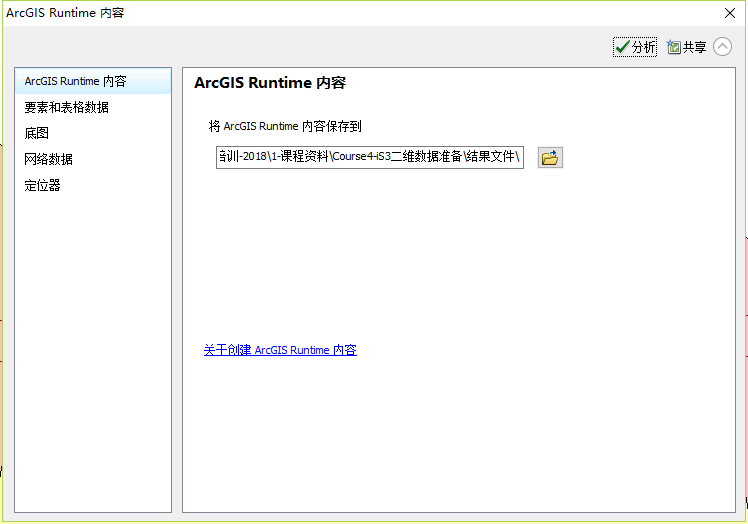 ArcGIS Runtime 内容
分析 共享
ArcGIS Runtime 内容
要素和表格数据
底图
网络数据
定位器
ArcGIS Runtime 内容
将 ArcGIS Runtime 内容保存到
训-2018\1-课程资料\Course4-iS3二维数据准备\结果文件\
关于创建 ArcGIS Runtime 内容